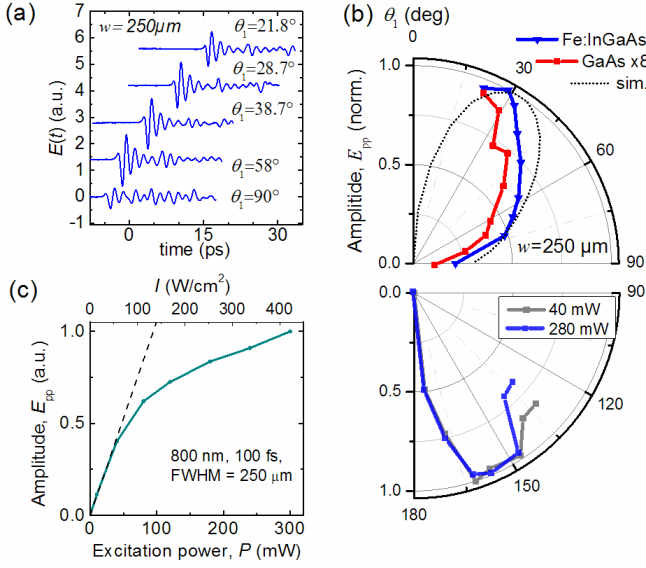 (a)
w = 250μm
θ1=21.8°
θ1=28.7°
θ1=38.7°
θ1=58°
θ1=90°
E(t) (a.u.)
7
6
5
4
3
2
1
0
-1
0
10
20
30
time (ps)
(b)
θ1 (deg)
0
Fe:InGaAs
GaAs x8
sim.
30
60
90
1.0
0.5
0.0
Amplitide, Epp (norm.)
w=250 μm
0.0
0.5
1.0
90
120
150
180
40 mW
280 mW
(c)
I (W/cm²)
0 100 200 300 400
1.0
0.5
0.0
Amplitude, Epp (a.u.)
800 nm, 100 fs,
FWHM = 250 μm
0 100 200 300
Excitation power, P (mW)